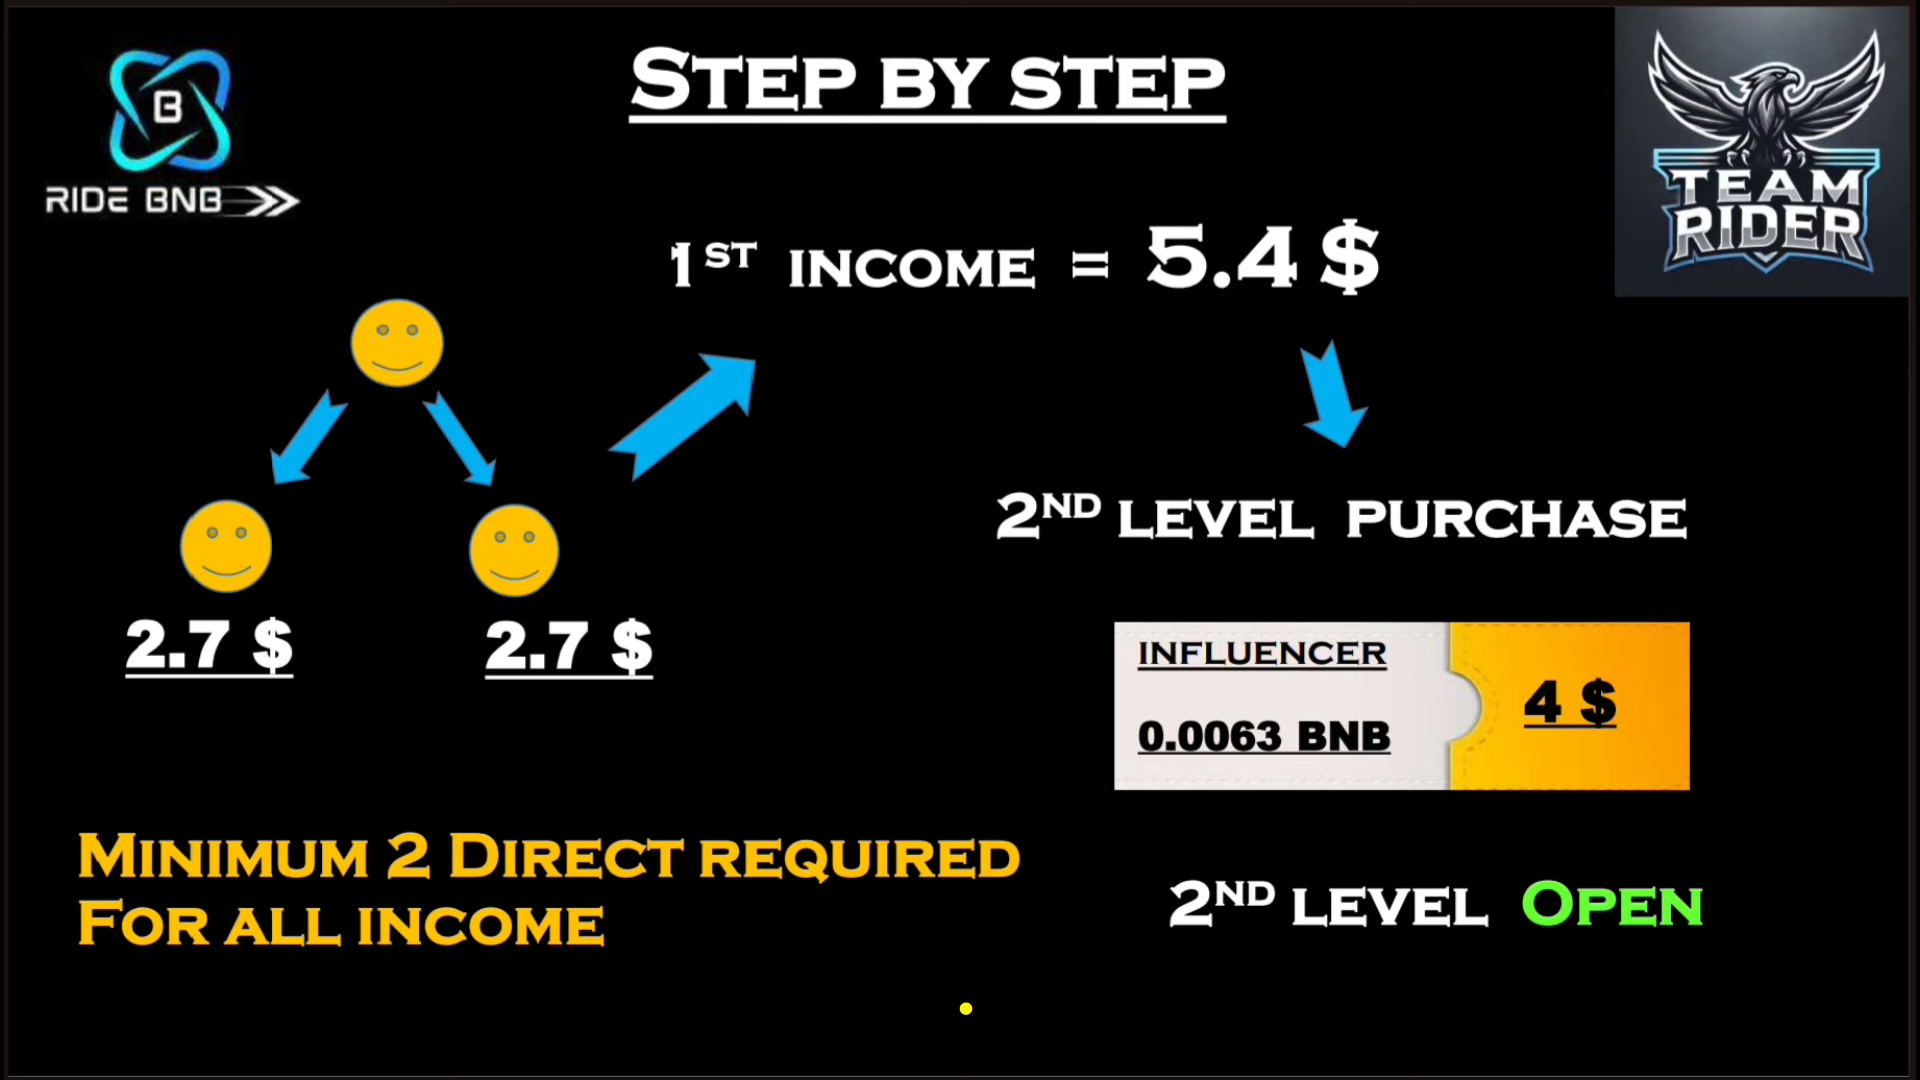 B
RIDE BNB
STEP BY STEP
TEAM
RIDER
1ST INCOME = 5.4 $
2.7 $ 2.7 $
2ND LEVEL PURCHASE
INFLUENCER
0.0063 BNB
4 $
MINIMUM 2 DIRECT REQUIRED
FOR ALL INCOME
2ND LEVEL OPEN